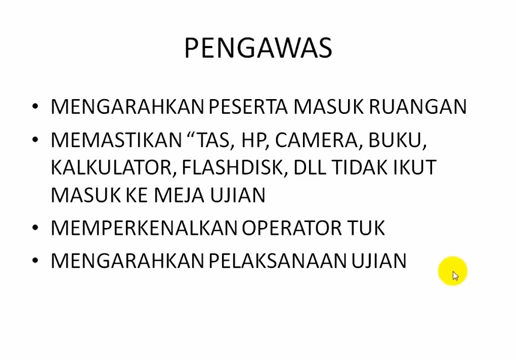 PENGAWAS
• MENGARAHKAN PESERTA MASUK RUANGAN
• MEMASTIKAN “TAS, HP, CAMERA, BUKU,
KALKULATOR, FLASHDISK, DLL TIDAK IKUT
MASUK KE MEJA UJIAN
• MEMPERKENALKAN OPERATOR TUK
• MENGARAHKAN PELAKSANAAN UJIAN